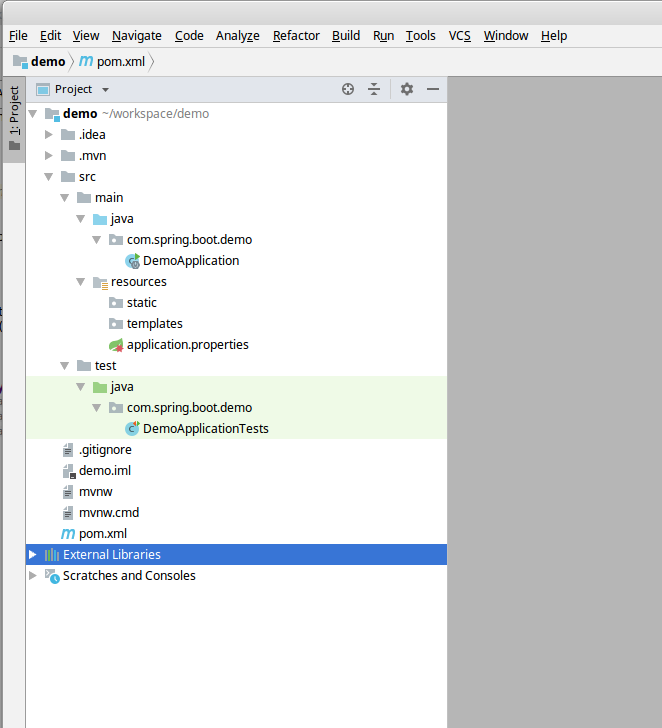 File Edit View Navigate Code Analyze Refactor Build Run Tools VCS Window Help
demo pom.xml
1: Project
Project
demo ~/workspace/demo
.idea
.mvn
src
main
java
com.spring.boot.demo
DemoApplication
resources
static
templates
application.properties
test
java
com.spring.boot.demo
DemoApplicationTests
.gitignore
demo.iml
mvnw
mvnw.cmd
pom.xml
External Libraries
Scratches and Consoles